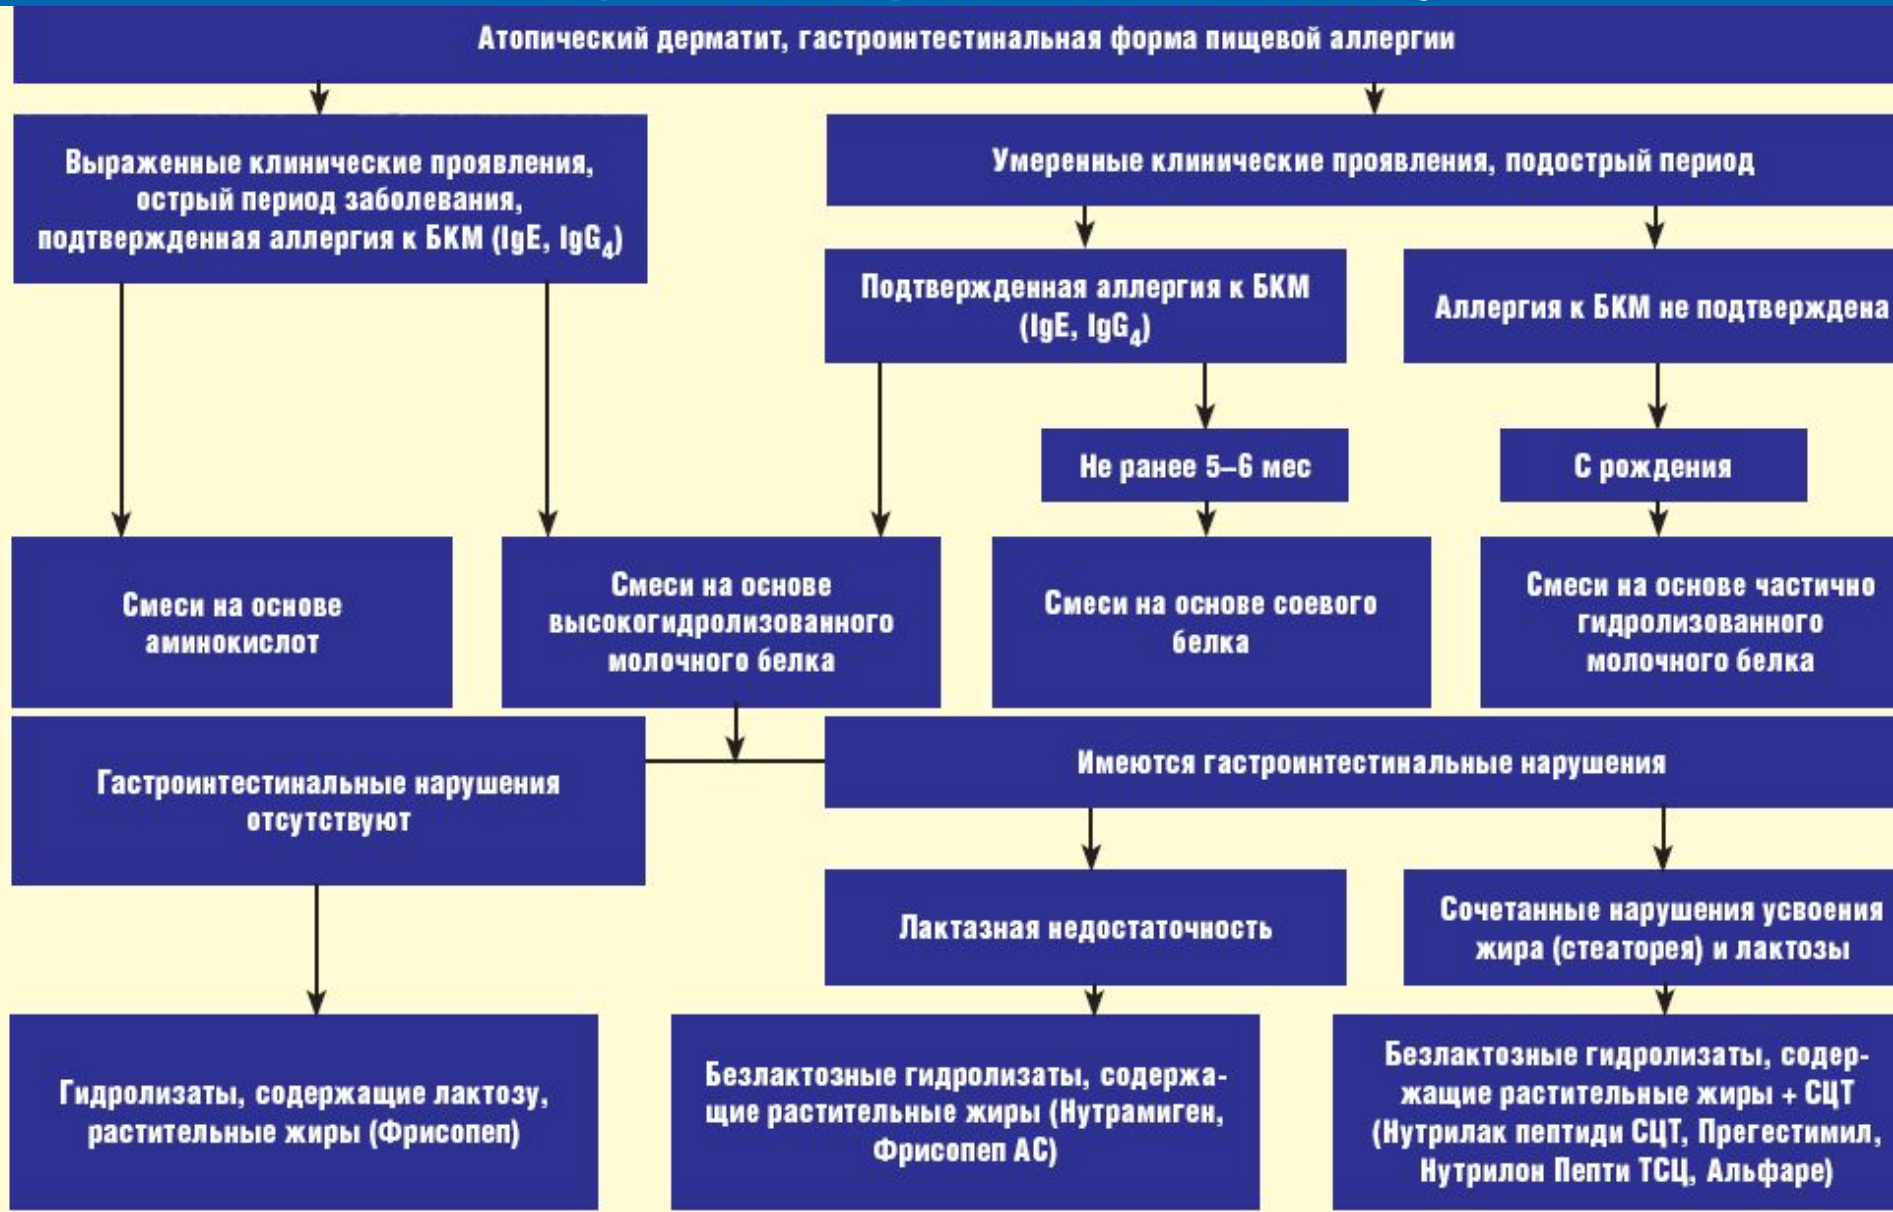 Атопический дерматит, гастроинтестинальная форма пищевой аллергии
Выраженные клинические проявления,
острый период заболевания,
подтвержденная аллергия к БКМ (IgE, IgG4)
Умеренные клинические проявления, подострый период
Подтвержденная аллергия к БКМ
(IgE, IgG4)
Аллергия к БКМ не подтверждена
Не ранее 5–6 мес
С рождения
Смеси на основе
аминокислот
Смеси на основе
высокогидролизованного
молочного белка
Смеси на основе соевого
белка
Смеси на основе частично
гидролизованного
молочного белка
Гастроинтестинальные нарушения
отсутствуют
Имеются гастроинтестинальные нарушения
Лактазная недостаточность
Сочетанные нарушения усвоения
жира (стеаторея) и лактозы
Гидролизаты, содержащие лактозу,
растительные жиры (Фрисопеп)
Безлактозные гидролизаты, содержа-
щие растительные жиры (Нутрамиген,
Фрисопеп АС)
Безлактозные гидролизаты, содер-
жащие растительные жиры + СЦТ
(Нутрилак пептиди СЦТ, Прегестимил,
Нутрилон Пепти ТСЦ, Альфаре)